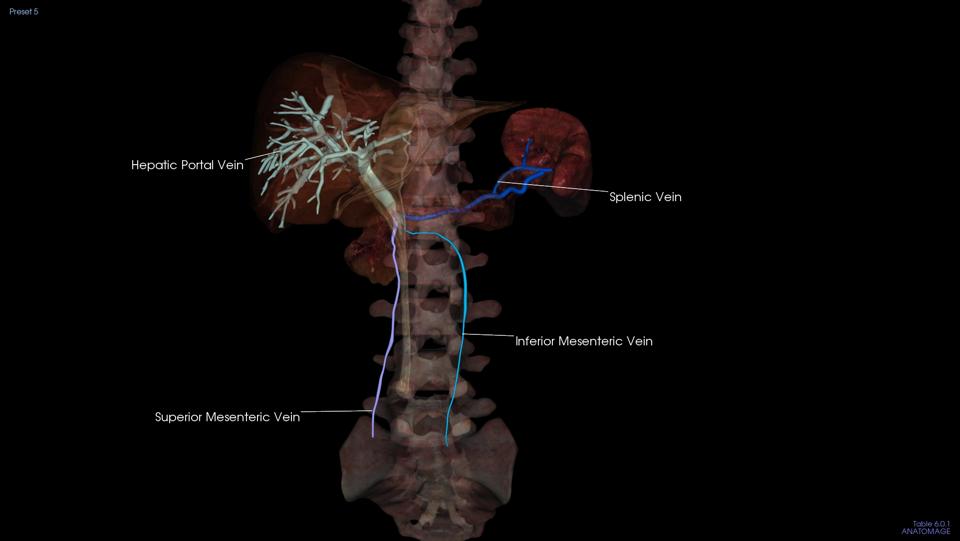 Preset 5
Hepatic Portal Vein
Splenic Vein
Inferior Mesenteric Vein
Superior Mesenteric Vein
Table 6.0.1
ANATOMAGE